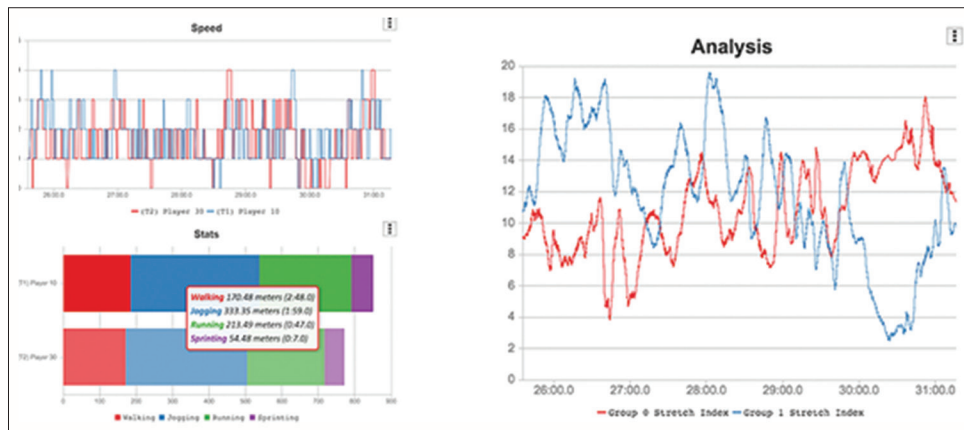 Speed
26:00.0 27:00.0 28:00.0 29:00.0 30:00.0 31:00.0
(T2) Player 30 (T1) Player 10
Stats
(T1) Player 10
(T2) Player 30
Walking 170.48 meters (2:48.0)
Jogging 333.35 meters (1:59.0)
Running 213.49 meters (0:47.0)
Sprinting 54.48 meters (0:7.0)
0 100 200 300 400 500 600 700 800 900
Walking Jogging Running Sprinting
Analysis
20
18
16
14
12
10
8
6
4
2
0
26:00.0 27:00.0 28:00.0 29:00.0 30:00.0 31:00.0
Group 0 Stretch Index Group 1 Stretch Index